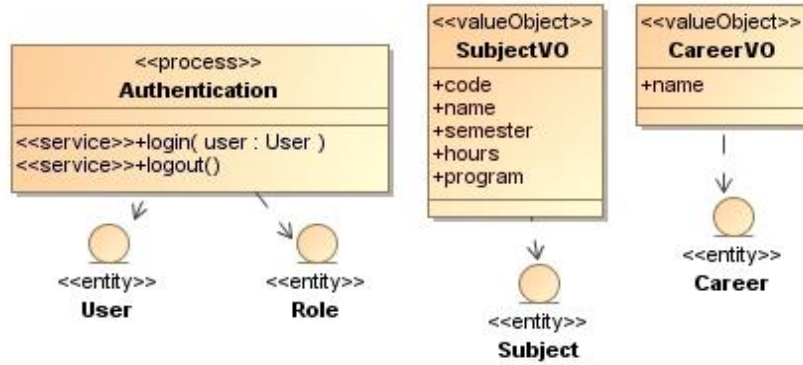 <<process>>
Authentication
<<service>>+login( user : User )
<<service>>+logout()
<<entity>>
User
<<entity>>
Role
<<valueObject>>
SubjectVO
+code
+name
+semester
+hours
+program
<<entity>>
Subject
<<valueObject>>
CareerVO
+name
<<entity>>
Career